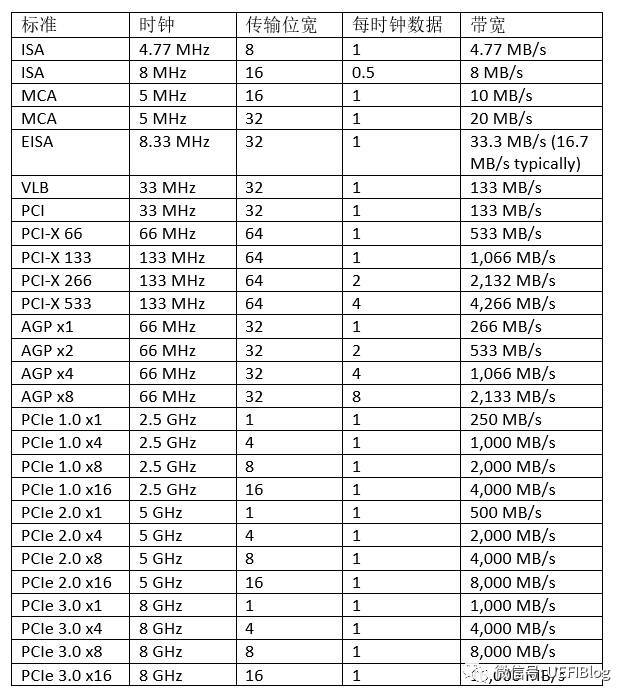 标准 时钟 传输位宽 每时钟数据 带宽
ISA 4.77 MHz 8 1 4.77 MB/s
ISA 8 MHz 16 0.5 8 MB/s
MCA 5 MHz 16 1 10 MB/s
MCA 5 MHz 32 1 20 MB/s
EISA 8.33 MHz 32 1 33.3 MB/s (16.7
MB/s typically)
VLB 33 MHz 32 1 133 MB/s
PCI 33 MHz 32 1 133 MB/s
PCI-X 66 66 MHz 64 1 533 MB/s
PCI-X 133 133 MHz 64 1 1,066 MB/s
PCI-X 266 133 MHz 64 2 2,132 MB/s
PCI-X 533 133 MHz 64 4 4,266 MB/s
AGP x1 66 MHz 32 1 266 MB/s
AGP x2 66 MHz 32 2 533 MB/s
AGP x4 66 MHz 32 4 1,066 MB/s
AGP x8 66 MHz 32 8 2,133 MB/s
PCIe 1.0 x1 2.5 GHz 1 1 250 MB/s
PCIe 1.0 x4 2.5 GHz 4 1 1,000 MB/s
PCIe 1.0 x8 2.5 GHz 8 1 2,000 MB/s
PCIe 1.0 x16 2.5 GHz 16 1 4,000 MB/s
PCIe 2.0 x1 5 GHz 1 1 500 MB/s
PCIe 2.0 x4 5 GHz 4 1 2,000 MB/s
PCIe 2.0 x8 5 GHz 8 1 4,000 MB/s
PCIe 2.0 x16 5 GHz 16 1 8,000 MB/s
PCIe 3.0 x1 8 GHz 1 1 1,000 MB/s
PCIe 3.0 x4 8 GHz 4 1 4,000 MB/s
PCIe 3.0 x8 8 GHz 8 1 8,000 MB/s
PCIe 3.0 x16 8 GHz 16 1 MB/s
微信号: UEFIBlog